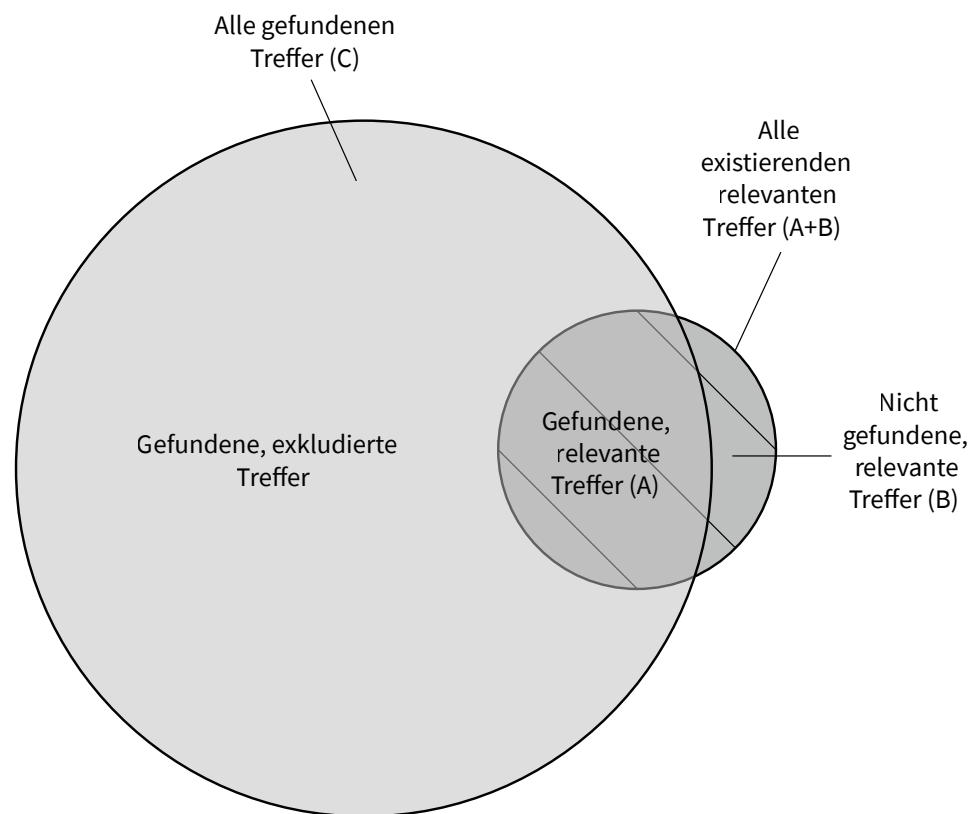 Alle gefundenen
Treffer (C)
Alle
existierenden
relevanten
Treffer (A+B)
Gefundene, exkludierte
Treffer
Gefundene,
relevante
Treffer (A)
Nicht
gefundene,
relevante
Treffer (B)